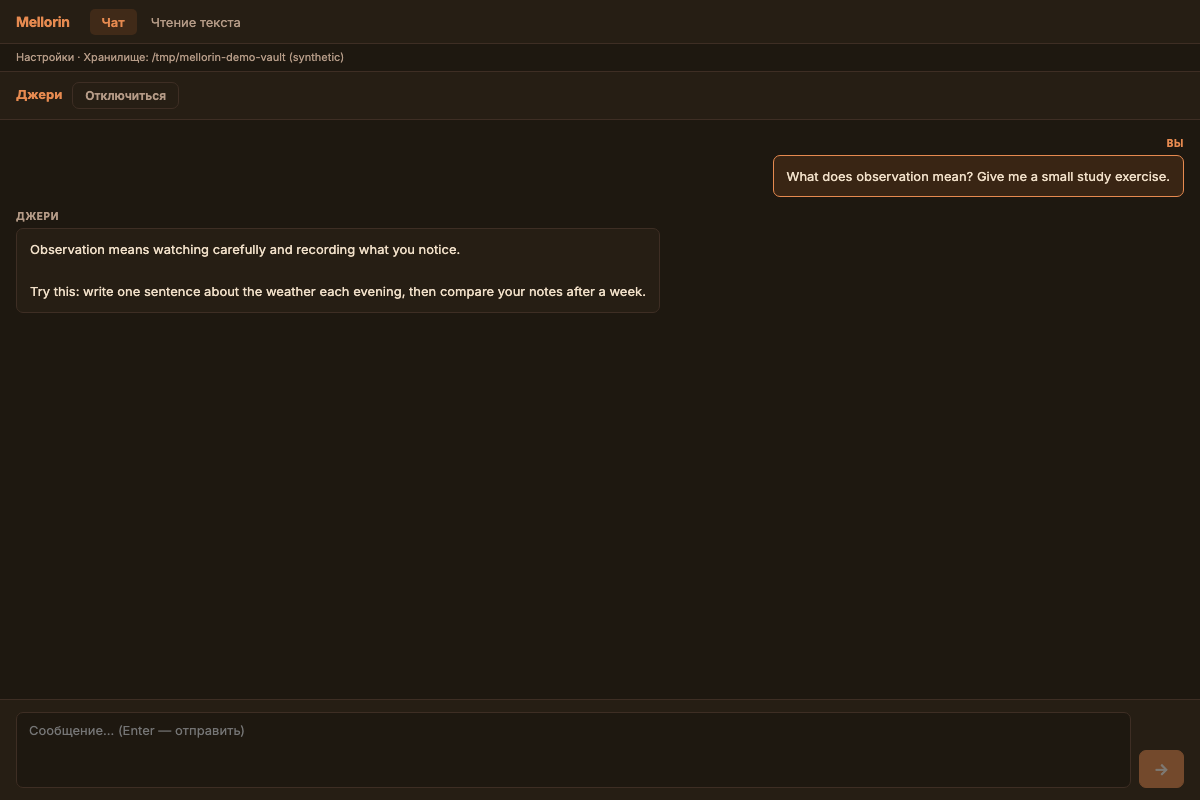 Mellorin Чат Чтение текста
Настройки · Хранилище: /tmp/mellorin-demo-vault (synthetic)
Джери Отключиться
ВЫ
What does observation mean? Give me a small study exercise.
ДЖЕРИ
Observation means watching carefully and recording what you notice.
Try this: write one sentence about the weather each evening, then compare your notes after a week.
Сообщение... (Enter — отправить)